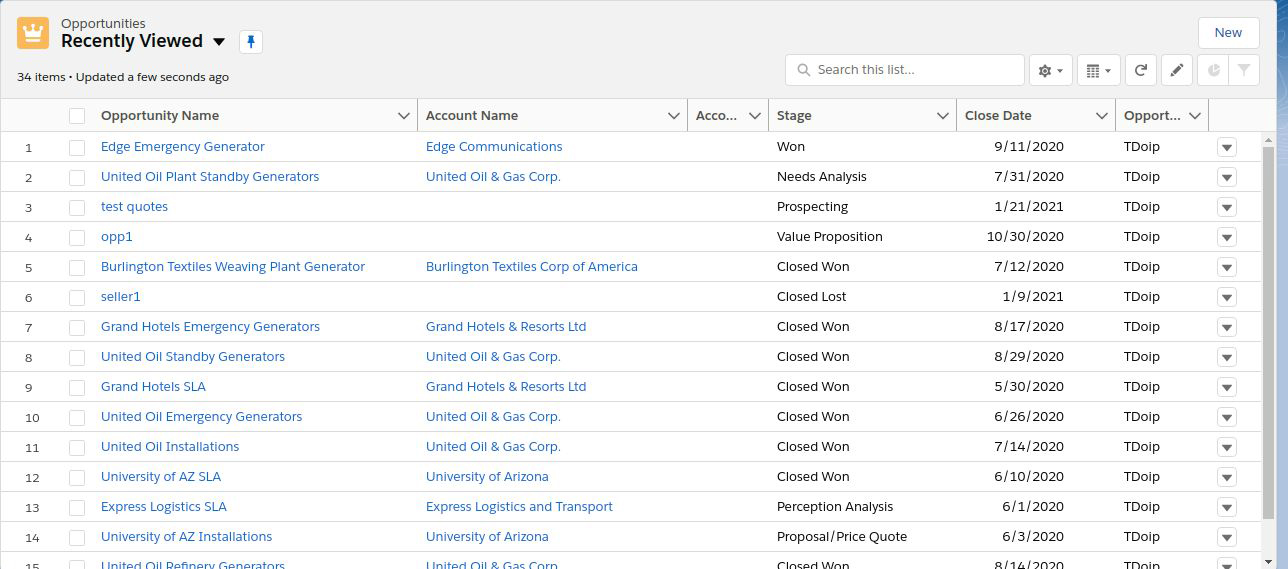 Opportunities
Recently Viewed
New
34 items • Updated a few seconds ago
Search this list...
Opportunity Name Account Name Acco... Stage Close Date Opport...
1 Edge Emergency Generator Edge Communications Won 9/11/2020 TDoip
2 United Oil Plant Standby Generators United Oil & Gas Corp. Needs Analysis 7/31/2020 TDoip
3 test quotes Prospecting 1/21/2021 TDoip
4 opp1 Value Proposition 10/30/2020 TDoip
5 Burlington Textiles Weaving Plant Generator Burlington Textiles Corp of America Closed Won 7/12/2020 TDoip
6 seller1 Closed Lost 1/9/2021 TDoip
7 Grand Hotels Emergency Generators Grand Hotels & Resorts Ltd Closed Won 8/17/2020 TDoip
8 United Oil Standby Generators United Oil & Gas Corp. Closed Won 8/29/2020 TDoip
9 Grand Hotels SLA Grand Hotels & Resorts Ltd Closed Won 5/30/2020 TDoip
10 United Oil Emergency Generators United Oil & Gas Corp. Closed Won 6/26/2020 TDoip
11 United Oil Installations United Oil & Gas Corp. Closed Won 7/14/2020 TDoip
12 University of AZ SLA University of Arizona Closed Won 6/10/2020 TDoip
13 Express Logistics SLA Express Logistics and Transport Perception Analysis 6/1/2020 TDoip
14 University of AZ Installations University of Arizona Proposal/Price Quote 6/3/2020 TDoip
15 United Oil Refinery Generators United Oil & Gas Corp. Closed Won 8/14/2020 TDoip